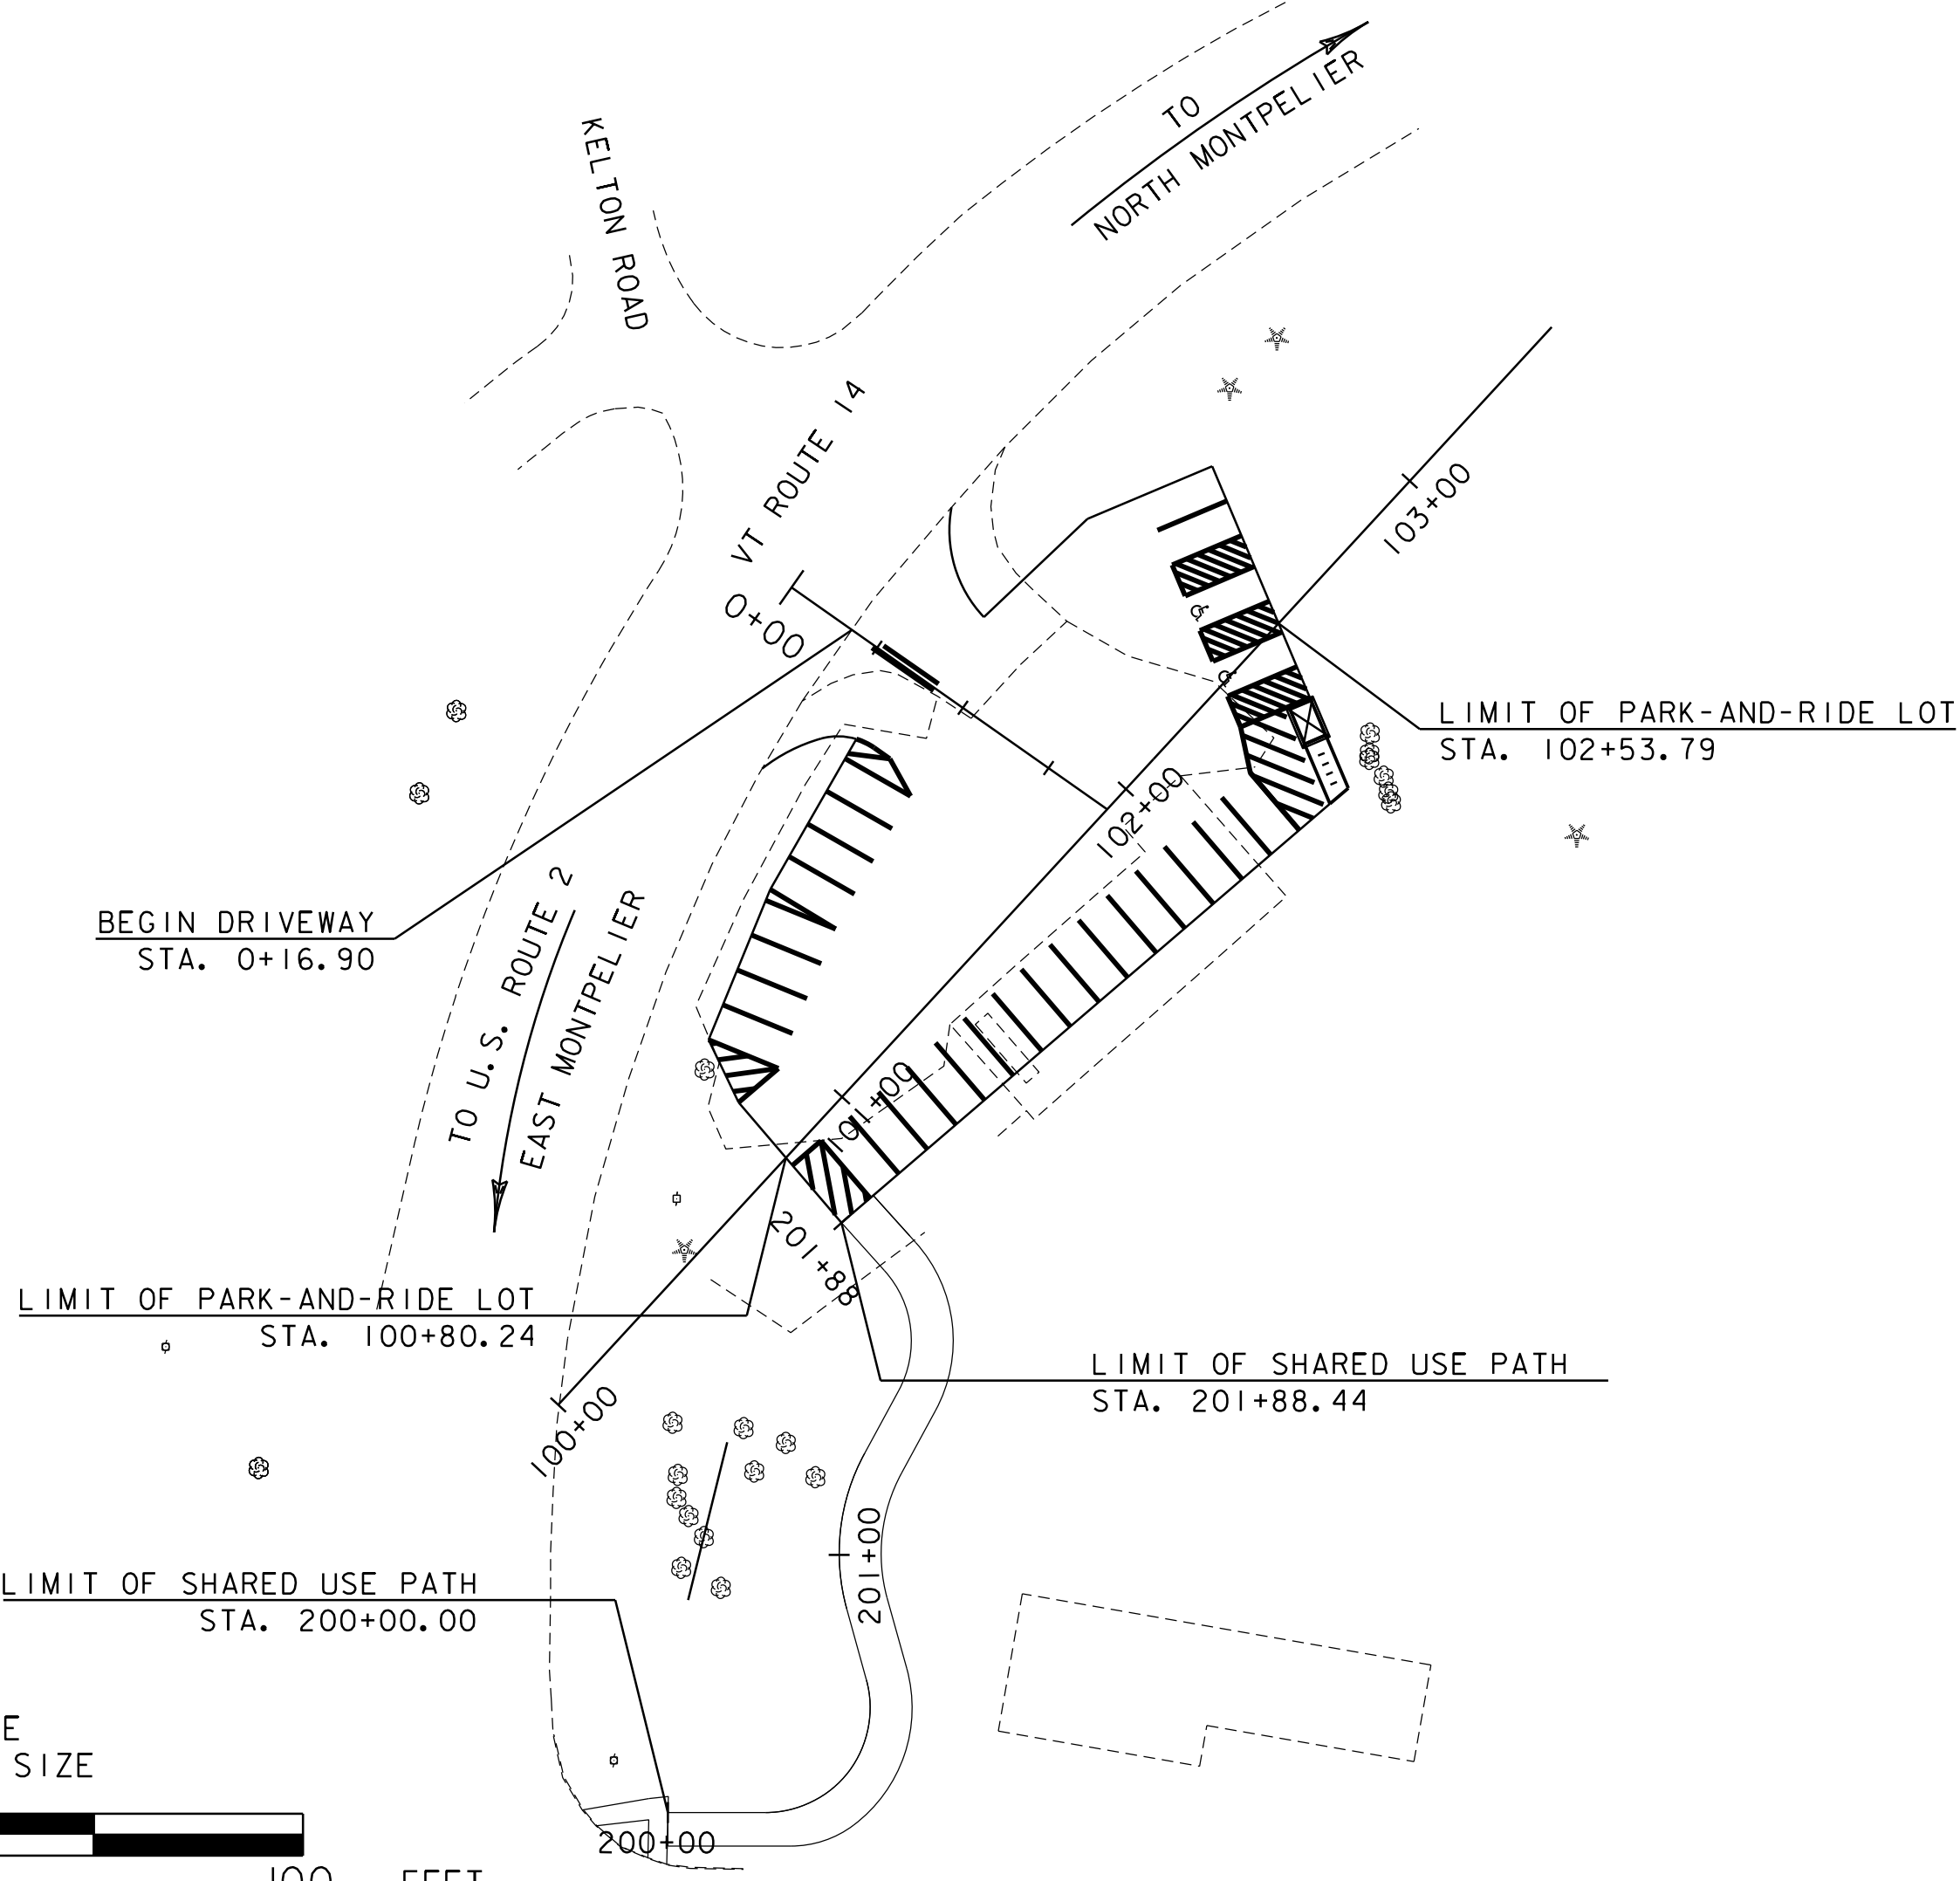 TO
NORTH MONTPELIER
KELTON ROAD
VT ROUTE 14
103+00
0+00
LIMIT OF PARK-AND-RIDE LOT
STA. 102+53.79
102+00
BEGIN DRIVEWAY
STA. 0+16.90
TO U.S. ROUTE 2
EAST MONTPELIER
101+00
201+88
LIMIT OF PARK-AND-RIDE LOT
STA. 100+80.24
LIMIT OF SHARED USE PATH
STA. 201+88.44
100+00
201+00
LIMIT OF SHARED USE PATH
STA. 200+00.00
E
SIZE
200+00
100 FEET